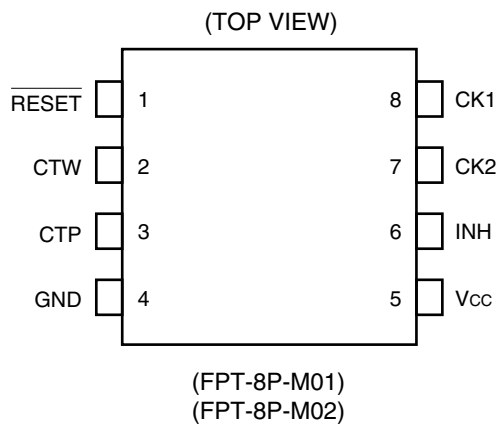 (TOP VIEW)
RESET 1 8 CK1
CTW 2 7 CK2
CTP 3 6 INH
GND 4 5 VCC
(FPT-8P-M01)
(FPT-8P-M02)